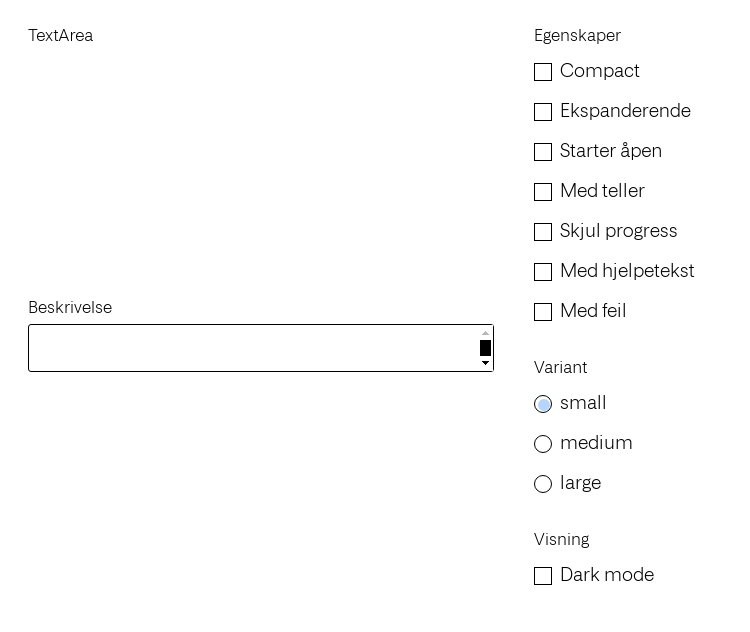 TextArea
Beskrivelse
Egenskaper
Compact
Ekspanderende
Starter åpen
Med teller
Skjul progress
Med hjelpetekst
Med feil
Variant
small
medium
large
Visning
Dark mode